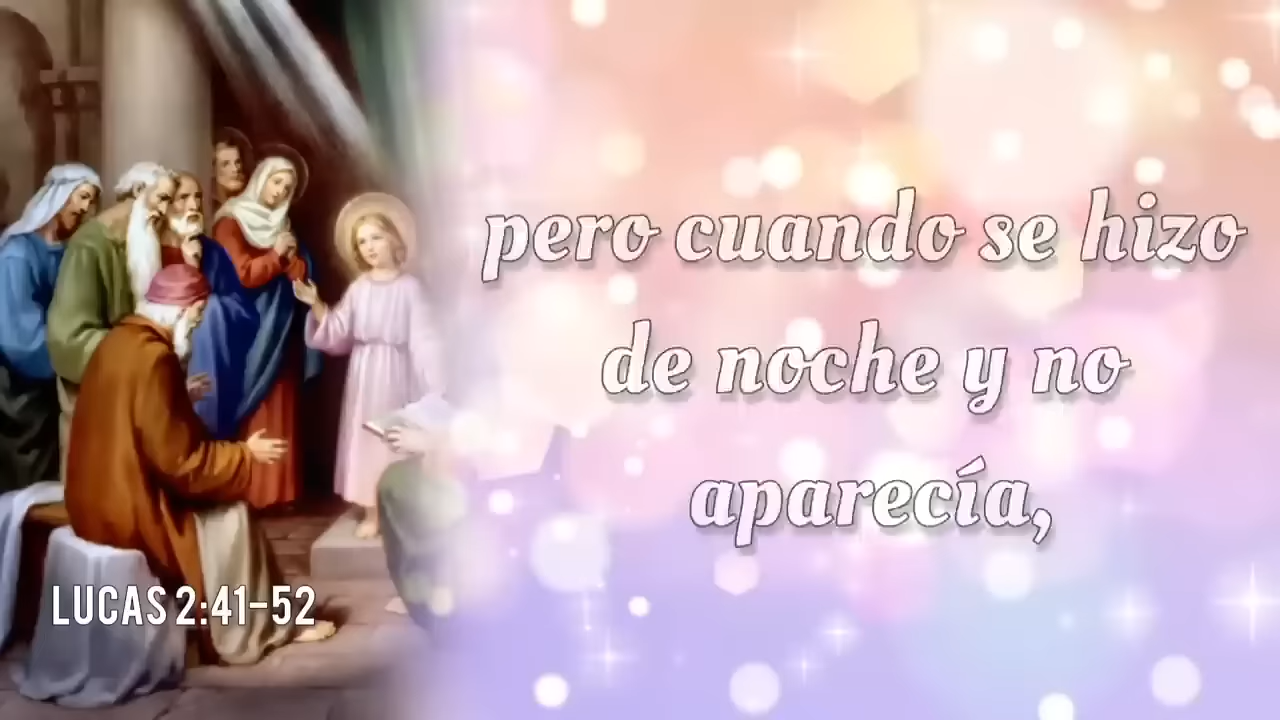 pero cuando se hizo
de noche y no
aparecía,
LUCAS 2:41-52